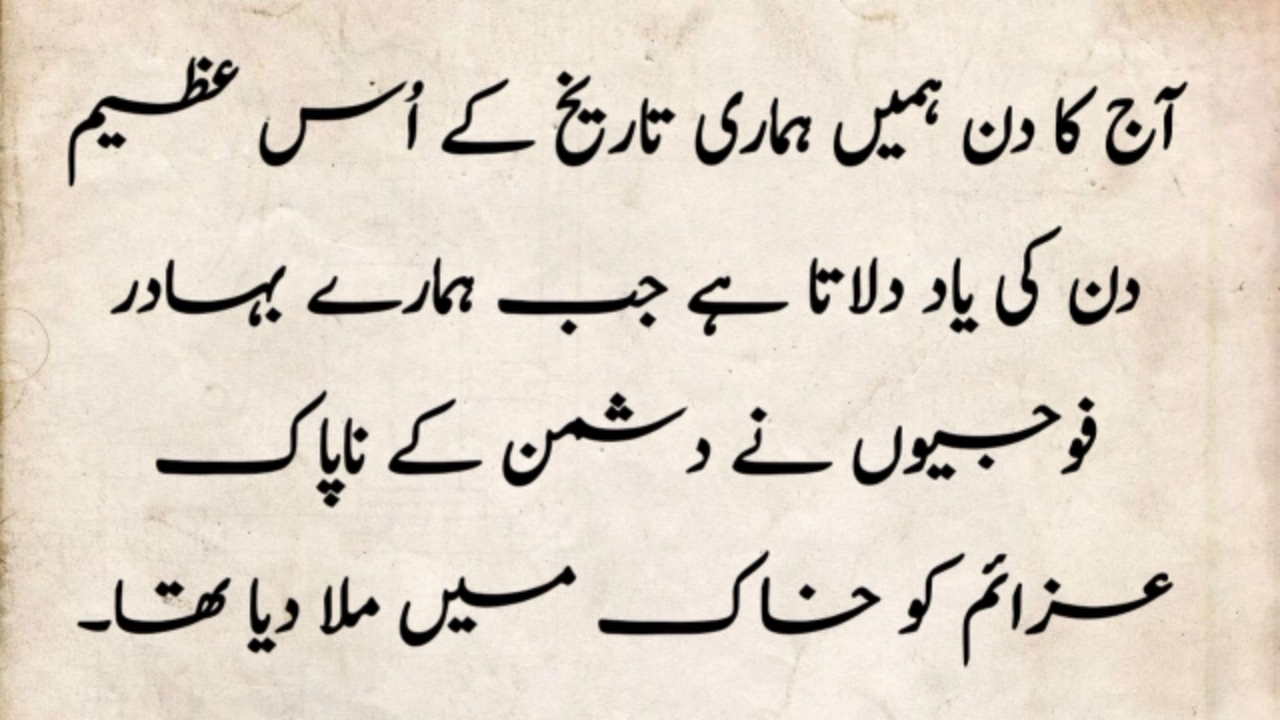 آج کا دن ہمیں ہماری تاریخ کے اُس عظیم
دن کی یاد دلاتا ہے جب ہمارے بہادر
فوجیوں نے دشمن کے ناپاک
عزائم کو خاک میں ملا دیا تھا۔